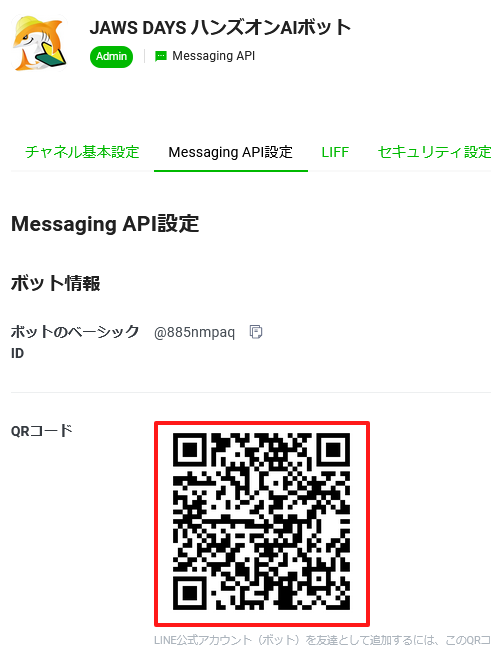 JAWS DAYS ハンズオンAIボット
Admin
Messaging API
チャネル基本設定 Messaging API設定 LIFF セキュリティ設定
Messaging API設定
ボット情報
ボットのベーシック @885nmpaq
ID
QRコード
LINE公式アカウント（ボット）を友達として追加するには、このQRコ